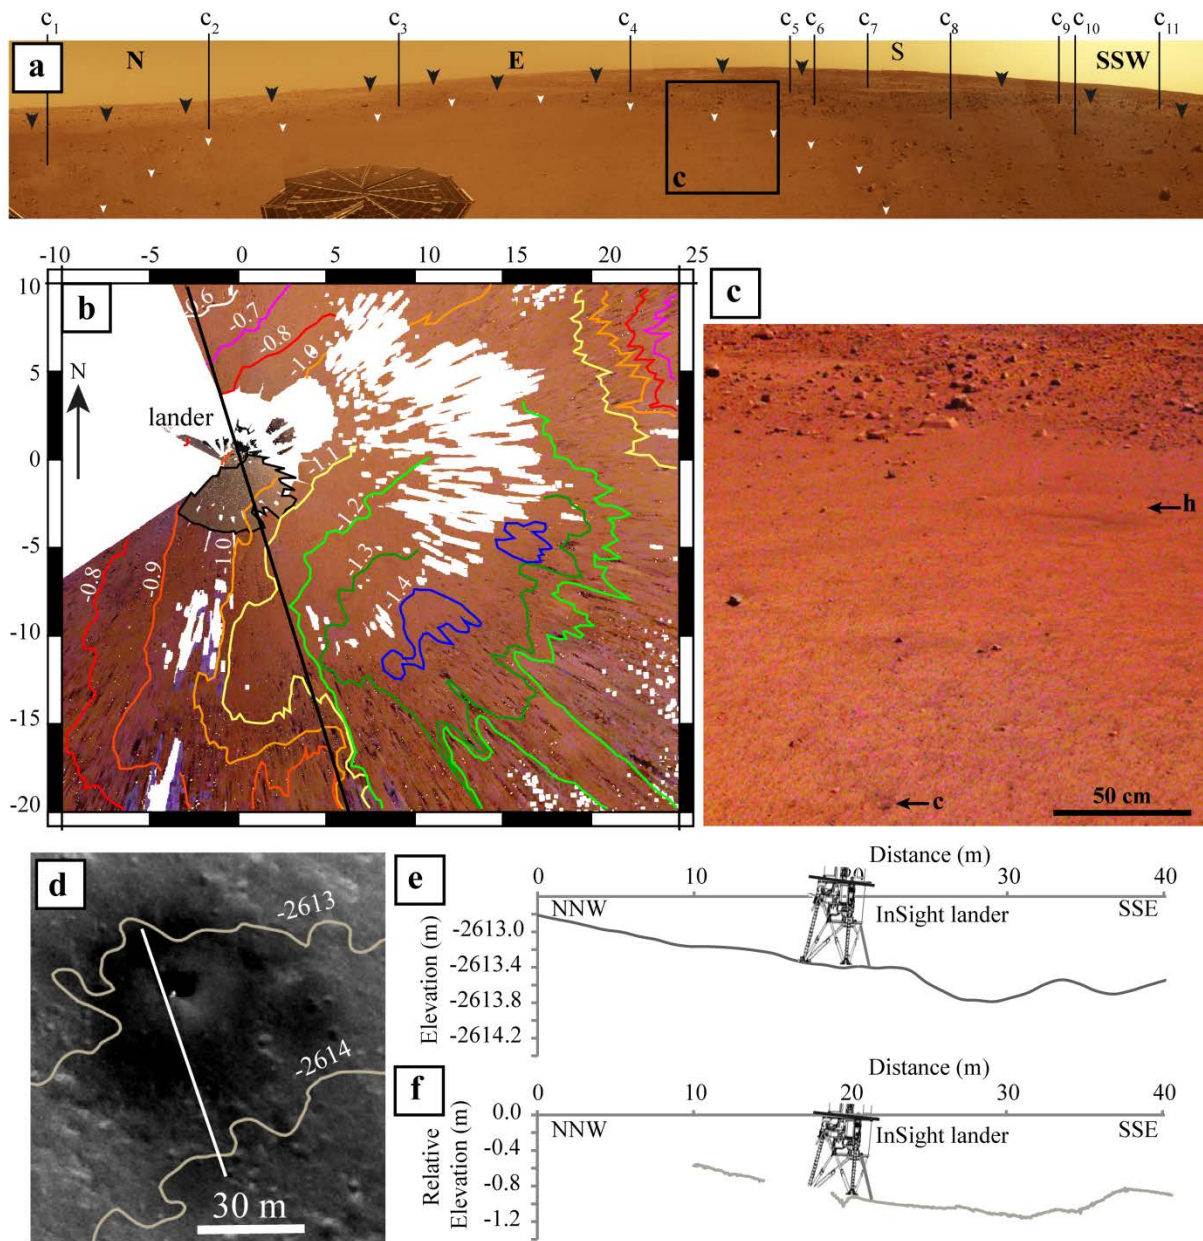 c1 c2 c3 c4 c5 c6 c7 c8 c9 c10 c11
a N E S SSW
c
-10 -5 0 5 10 15 20 25
10 b c
-0.6
-0.7
-0.8
-1.0
5
N
lander
0
-1.1
-1.2
h
-5
-1.0
-1.3
-0.8 -0.9
-1.4
-10
-15
c
50 cm
-20
d
-2613
-2614
30 m
e
Distance (m)
0 20 30 40
NNW InSight lander SSE
Elevation (m)
-2613.0
-2613.4
-2613.8
-2614.2
f
Distance (m)
0 10 20 30 40
NNW InSight lander SSE
Relative
Elevation (m)
0.0
-0.4
-0.8
-1.2